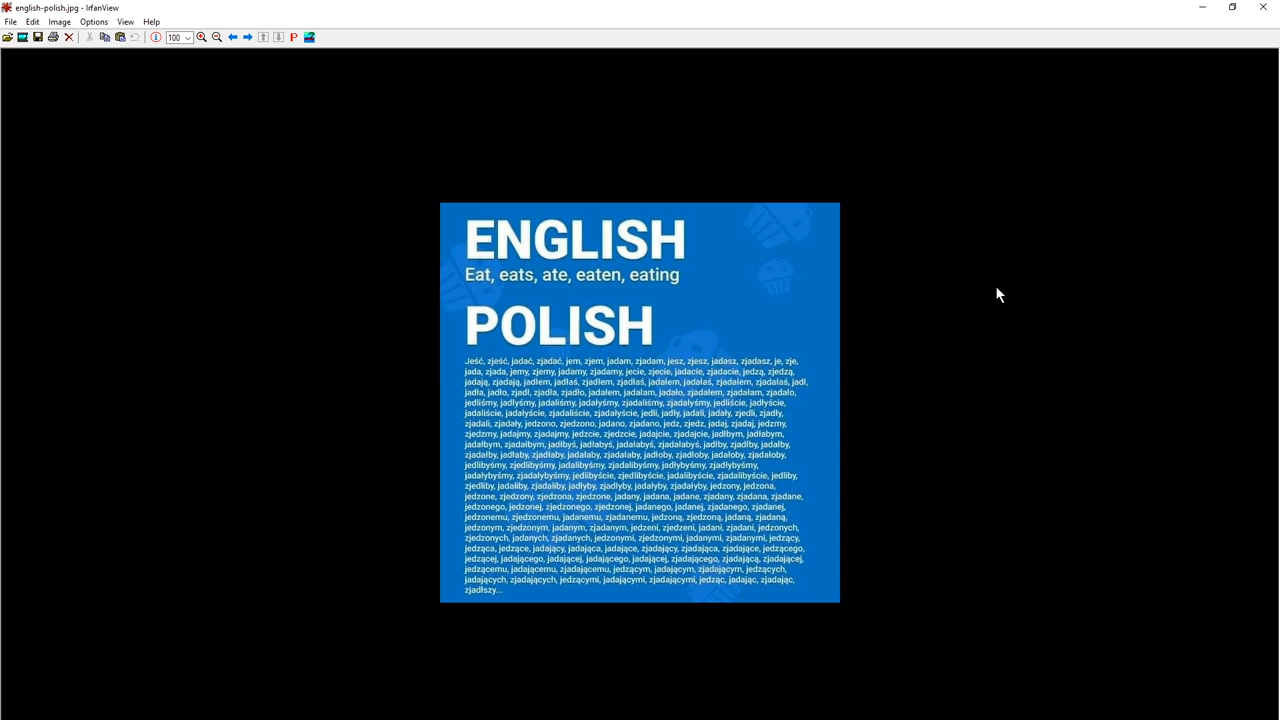 english-polish.jpg - IrfanView
File Edit Image Options View Help
100
P
ENGLISH
Eat, eats, ate, eaten, eating
POLISH
Jeść, zjeść, jadać, zjadać, jem, zjem, jadam, zjadam, jesz, zjesz, jadasz, zjadasz, je, zje,
jada, zjada, jemy, zjemy, jadamy, zjadamy, jecie, zjecie, jadacie, zjadacie, jedzą, zjedzą,
jadają, zjadają, jadłem, jadłaś, zjadłem, zjadłaś, jadałem, jadałaś, zjadałem, zjadałaś, jadł,
jadła, jadło, zjadł, zjadła, zjadło, jadałem, jadałam, jadało, zjadałem, zjadałam, zjadało,
jedliśmy, jadłyśmy, jadaliśmy, jadałyśmy, zjadaliśmy, zjadałyśmy, jedliście, jadłyście,
jadaliście, jadałyście, zjadaliście, zjadałyście, jedli, jadły, jadali, jadały, zjedli, zjadły,
zjadali, zjadały, jedzono, zjedzono, jadano, zjadano, jedz, zjedz, jadaj, zjadaj, jedzmy,
zjedzmy, jadajmy, zjadajmy, jedzcie, zjedzcie, jadajcie, zjadajcie, jadłbym, jadłabym,
jadałbym, zjadałbym, jadłbyś, jadłabyś, jadałabyś, zjadałabyś, jadłby, zjadłby, jadałby,
zjadałby, jadłaby, zjadłaby, jadałaby, zjadałaby, jadłoby, zjadłoby, jadałoby, zjadałoby,
jedlibyśmy, zjedlibyśmy, jadalibyśmy, zjadalibyśmy, jadłybyśmy, zjadłybyśmy,
jadałybyśmy, zjadałybyśmy, jedlibyście, zjedlibyście, jadalibyście, zjadalibyście, jedliby,
zjedliby, jadaliby, zjadaliby, jadłyby, zjadłyby, jadałyby, zjadałyby, jedzony, jedzona,
jedzone, zjedzony, zjedzona, zjedzone, jadany, jadana, jadane, zjadany, zjadana, zjadane,
jedzonego, jedzonej, zjedzonego, zjedzonej, jadanego, jadanej, zjadanego, zjadanej,
jedzonemu, zjedzonemu, jadanemu, zjadanemu, jedzoną, zjedzoną, jadaną, zjadaną,
jedzonym, zjedzonym, jadanym, zjadanym, jedzeni, zjedzeni, jadani, zjadani, jedzonych,
zjedzonych, jadanych, zjadanych, jedzonymi, zjedzonymi, jadanymi, zjadanymi, jedzący,
jedząca, jedzące, jadający, jadająca, jadające, zjadający, zjadająca, zjadające, jedzącego,
jedzącej, jadającego, jadającej, jadającego, jadającej, zjadającego, zjadającą, zjadającej,
jedzącemu, jadającemu, zjadającemu, jedzącym, jadającym, zjadającym, jedzących,
jadających, zjadających, jedzącymi, jadającymi, zjadającymi, jedząc, jadając, zjadając,
zjadłszy...